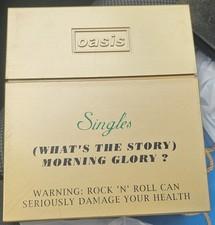 oasis
Singles
(WHAT'S THE STORY)
MORNING GLORY ?
WARNING: ROCK 'N' ROLL CAN
SERIOUSLY DAMAGE YOUR HEALTH